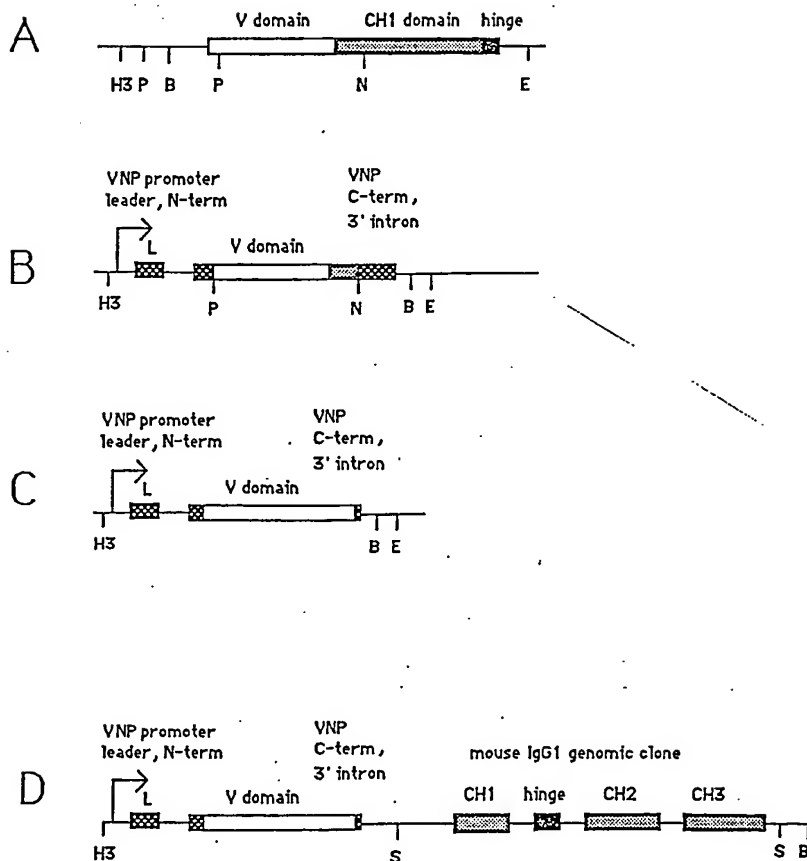 A
V domain CH1 domain hinge
H3 P B P N E
B
VNP promoter
leader, N-term
VNP
C-term,
3' intron
L
V domain
H3 P N B E
C
VNP promoter
leader, N-term
VNP
C-term,
3' intron
L
V domain
H3 B E
D
VNP promoter
leader, N-term
VNP
C-term,
3' intron
mouse IgG1 genomic clone
L
V domain
CH1 hinge CH2 CH3
H3 S S B